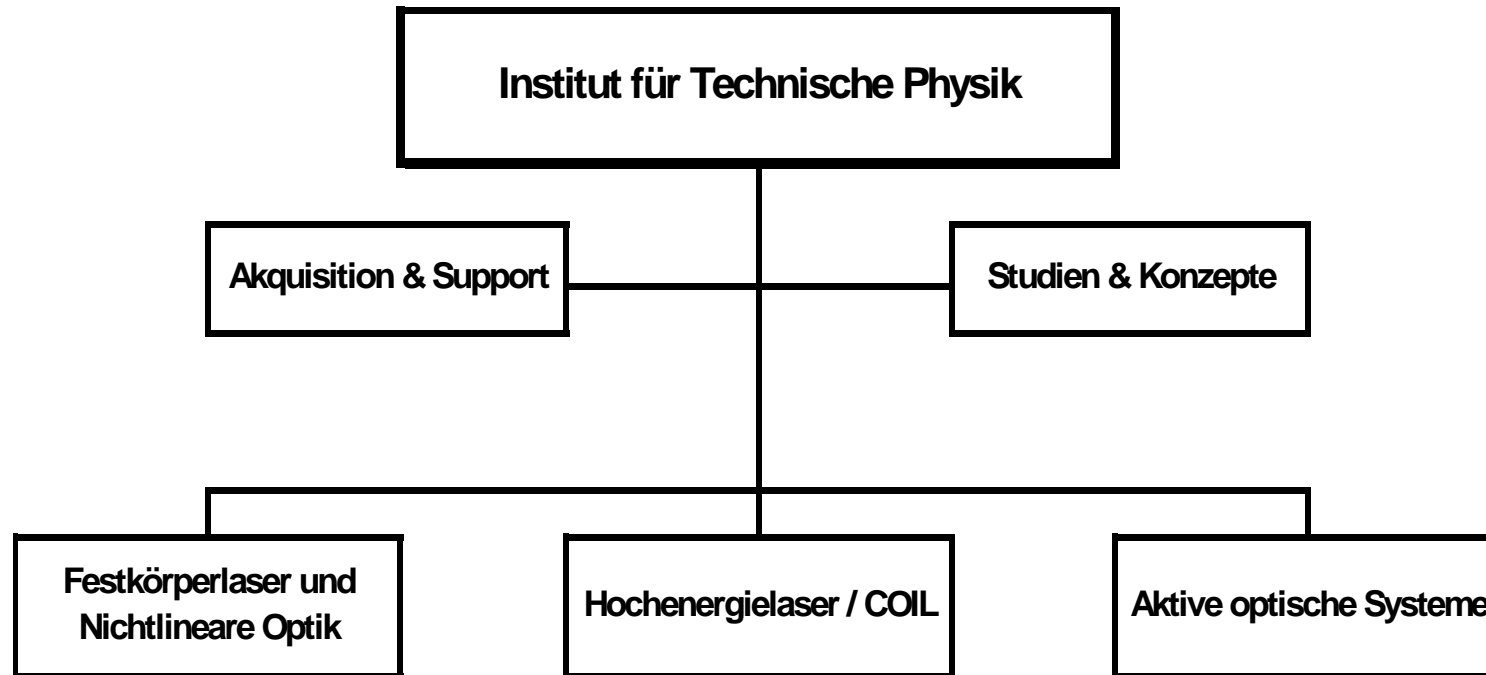 Institut für Technische Physik
Akquisition & Support
Studien & Konzepte
Festkörperlaser und
Nichtlineare Optik
Hochenergielaser / COIL
Aktive optische Systeme